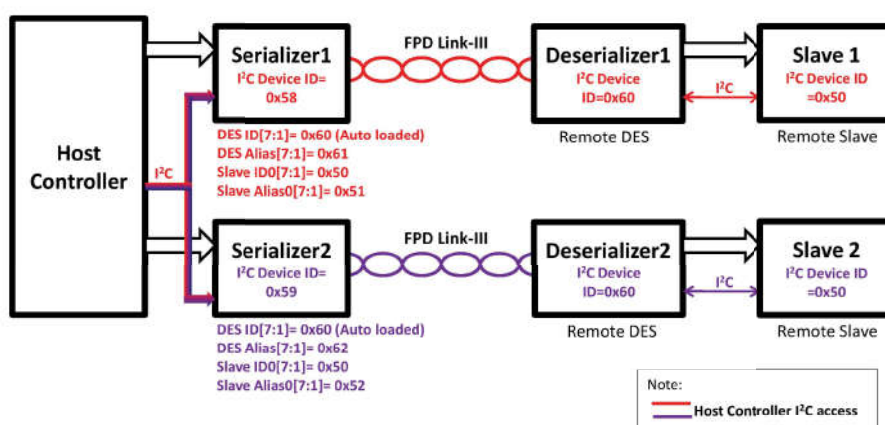 Host
Controller
I²C
Serializer1
I²C Device ID=
0x58
DES ID[7:1]= 0x60 (Auto loaded)
DES Alias[7:1]= 0x61
Slave ID0[7:1]= 0x50
Slave Alias0[7:1]= 0x51
FPD Link-III
Deserializer1
I²C Device
ID=0x60
Remote DES
I²C
Slave 1
I²C Device ID
=0x50
Remote Slave
Serializer2
I²C Device ID=
0x59
DES ID[7:1]= 0x60 (Auto loaded)
DES Alias[7:1]= 0x62
Slave ID0[7:1]= 0x50
Slave Alias0[7:1]= 0x52
FPD Link-III
Deserializer2
I²C Device
ID=0x60
Remote DES
I²C
Slave 2
I²C Device ID
=0x50
Remote Slave
Note:
Host Controller I²C access